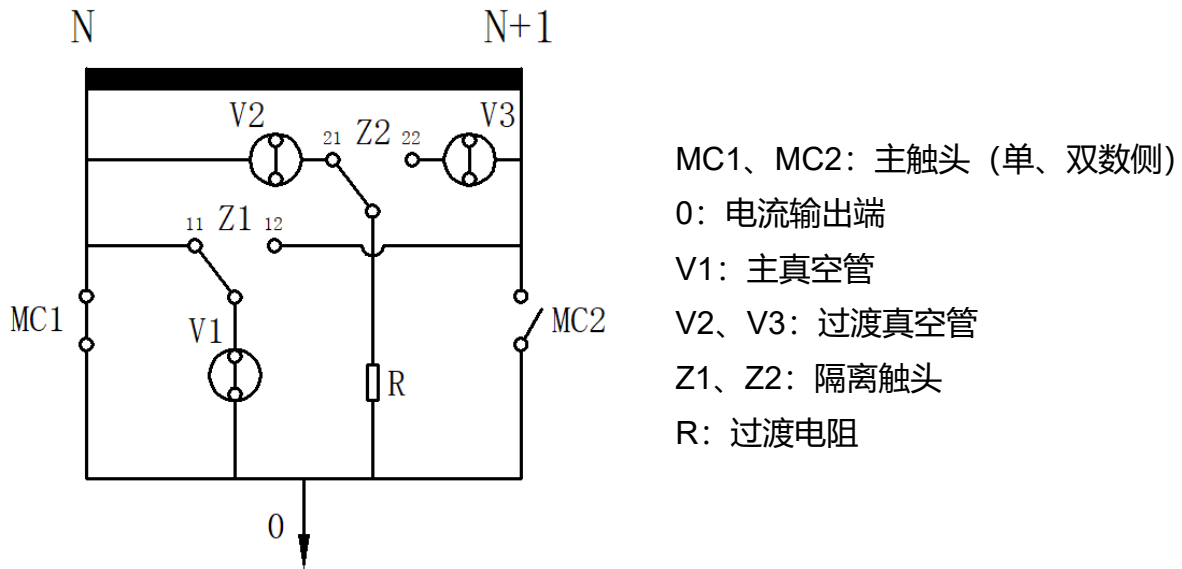 N N+1
V2 21 Z2 22 V3
11 Z1 12
MC1 V1 MC2
R
0
MC1、MC2：主触头（单、双数侧）
0：电流输出端
V1：主真空管
V2、V3：过渡真空管
Z1、Z2：隔离触头
R：过渡电阻